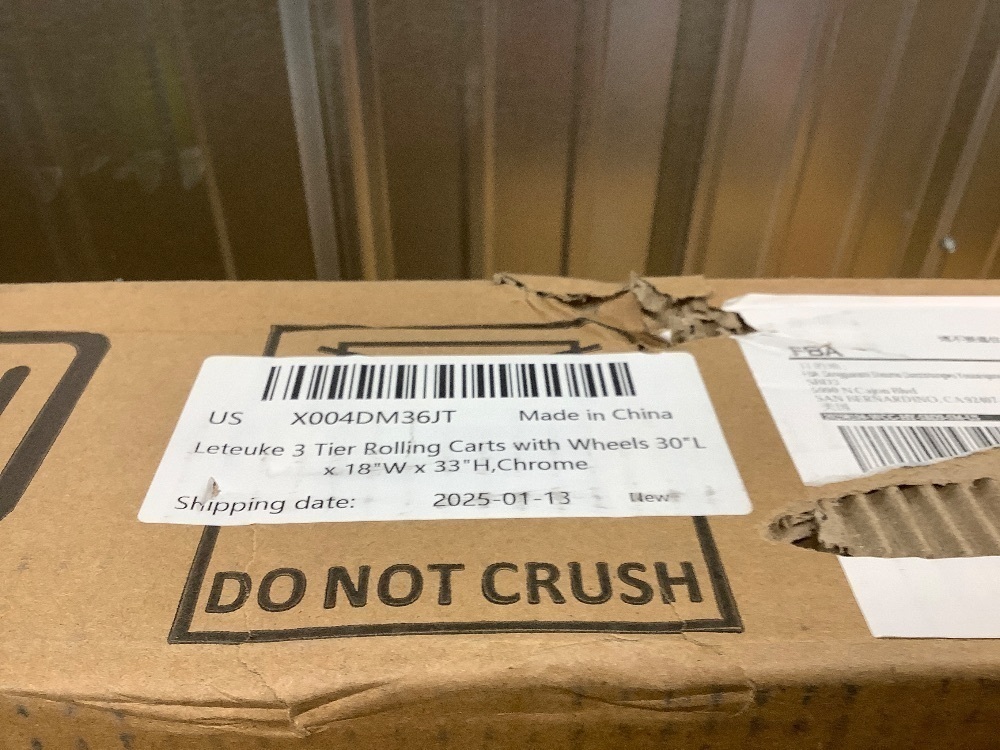 US X004DM36JT Made in China
Leteuke 3 Tier Rolling Carts with Wheels 30"L
x 18"W x 33"H,Chrome
Shipping date: 2025-01-13 New
DO NOT CRUSH
FBA
SAN BERNARDINO, CA 92407